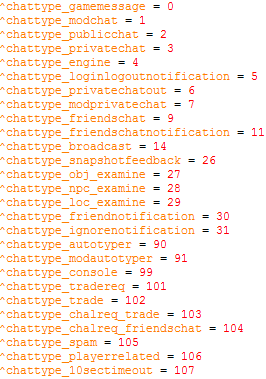 ^chattype_gamemessage = 0
^chattype_modchat = 1
^chattype_publicchat = 2
^chattype_privatechat = 3
^chattype_engine = 4
^chattype_loginlogoutnotification = 5
^chattype_privatechatout = 6
^chattype_modprivatechat = 7
^chattype_friendschat = 9
^chattype_friendschatnotification = 11
^chattype_broadcast = 14
^chattype_snapshotfeedback = 26
^chattype_obj_examine = 27
^chattype_npc_examine = 28
^chattype_loc_examine = 29
^chattype_friendnotification = 30
^chattype_ignorenotification = 31
^chattype_autotyper = 90
^chattype_modautotyper = 91
^chattype_console = 99
^chattype_tradereq = 101
^chattype_trade = 102
^chattype_chalreq_trade = 103
^chattype_chalreq_friendschat = 104
^chattype_spam = 105
^chattype_playerrelated = 106
^chattype_10sectimeout = 107